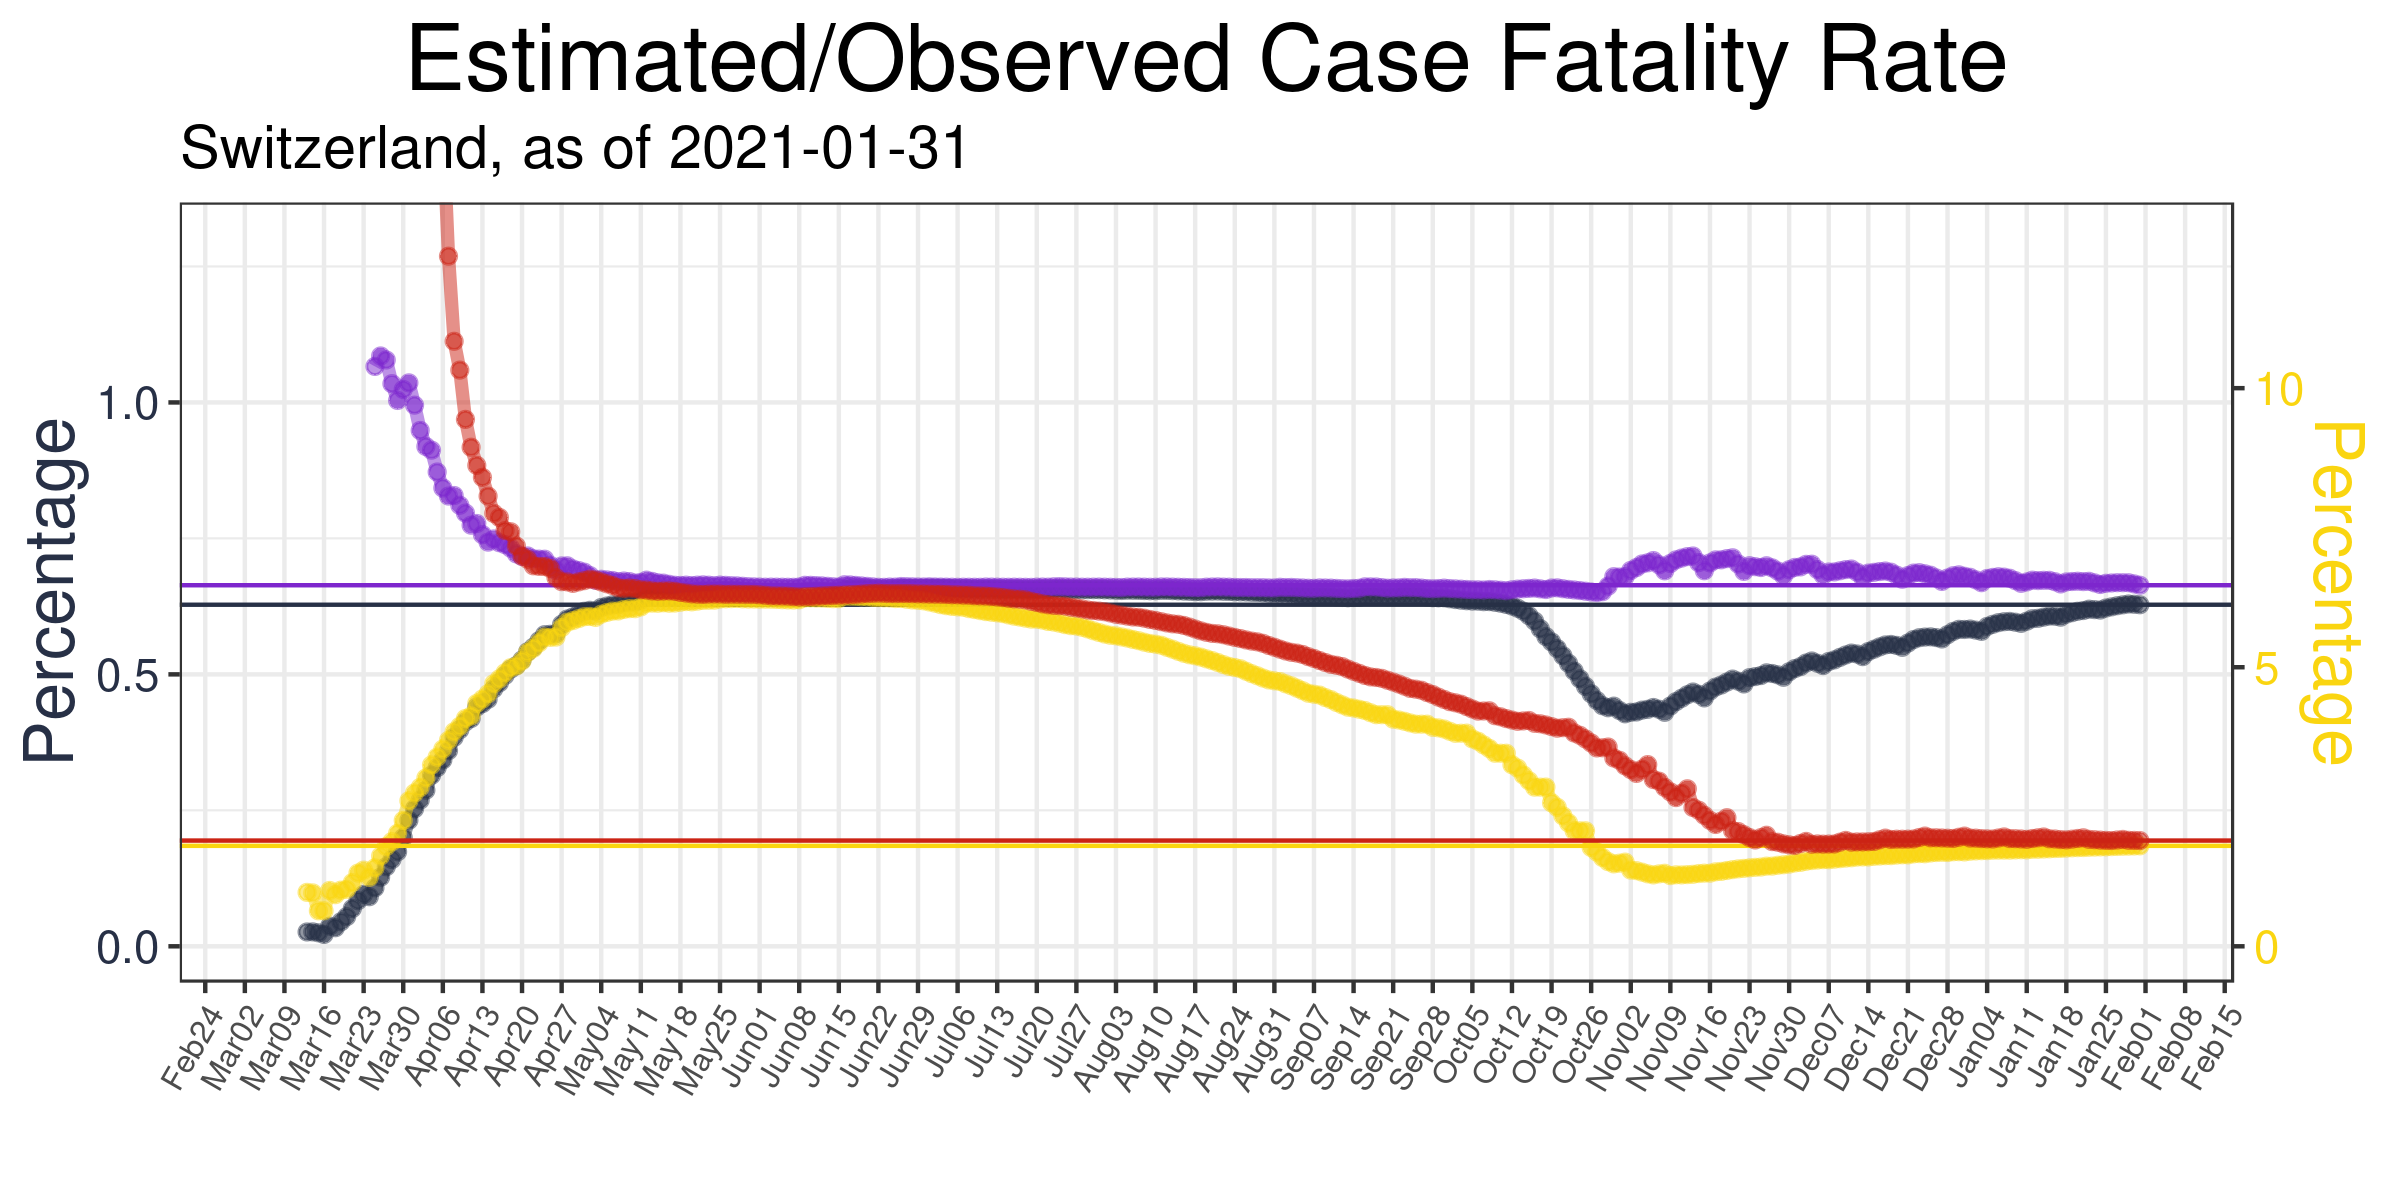 Estimated/Observed Case Fatality Rate
Switzerland, as of 2021-01-31
Percentage
1.0
0.5
0.0
10
5
0
Percentage
Feb24
Mar02
Mar09
Mar16
Mar23
Mar30
Apr06
Apr13
Apr20
Apr27
May04
May11
May18
May25
Jun01
Jun08
Jun15
Jun22
Jun29
Jul06
Jul13
Jul20
Jul27
Aug03
Aug10
Aug17
Aug24
Aug31
Sep07
Sep14
Sep21
Sep28
Oct05
Oct12
Oct19
Oct26
Nov02
Nov09
Nov16
Nov23
Nov30
Dec07
Dec14
Dec21
Dec28
Jan04
Jan11
Jan18
Jan25
Feb01
Feb08
Feb15